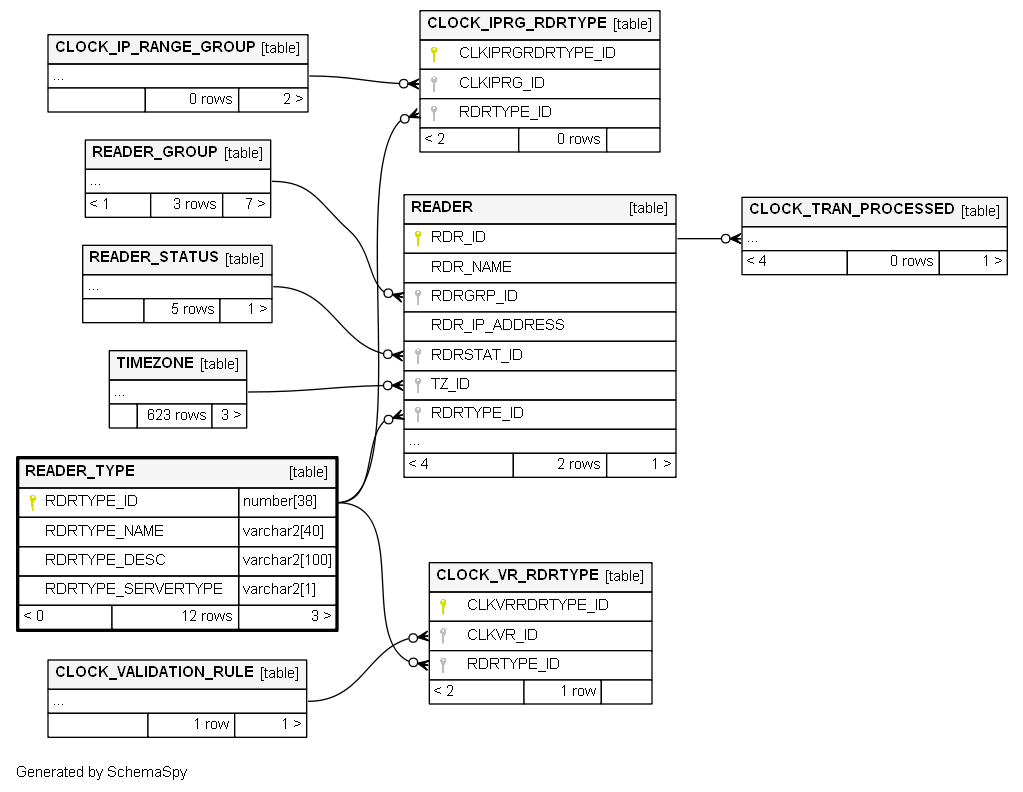 CLOCK_IPRG_RDRTYPE [table]
CLKIPRGRDRTYPE_ID
CLKIPRG_ID
RDRTYPE_ID
< 2 0 rows
CLOCK_IP_RANGE_GROUP [table]
...
0 rows 2 >
READER_GROUP [table]
...
< 1 3 rows 7 >
READER [table]
RDR_ID
RDR_NAME
RDRGRP_ID
RDR_IP_ADDRESS
RDRSTAT_ID
TZ_ID
RDRTYPE_ID
...
< 4 2 rows 1 >
CLOCK_TRAN_PROCESSED [table]
...
< 4 0 rows 1 >
READER_STATUS [table]
...
5 rows 1 >
TIMEZONE [table]
...
623 rows 3 >
READER_TYPE [table]
RDRTYPE_ID number[38]
RDRTYPE_NAME varchar2[40]
RDRTYPE_DESC varchar2[100]
RDRTYPE_SERVERTYPE varchar2[1]
< 0 12 rows 3 >
CLOCK_VR_RDRTYPE [table]
CLKVRRDRTYPE_ID
CLKVR_ID
RDRTYPE_ID
< 2 1 row
CLOCK_VALIDATION_RULE [table]
...
1 row 1 >
Generated by SchemaSpy